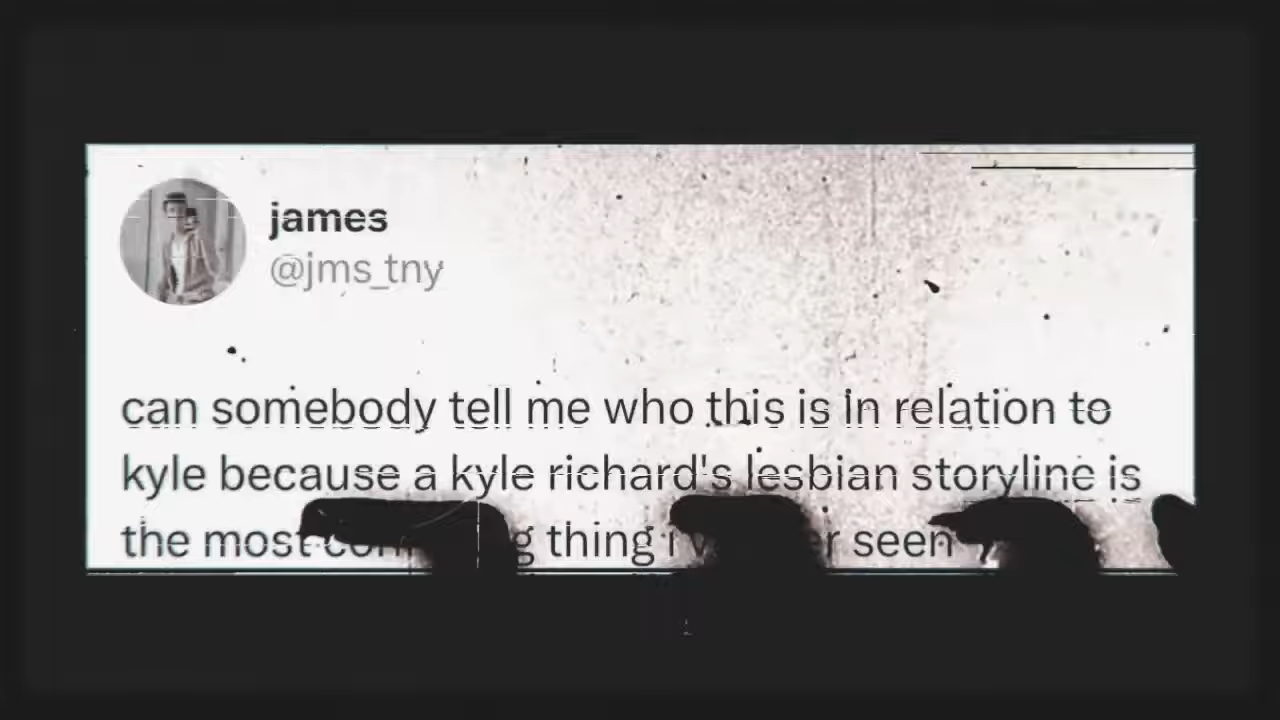 james
@jms_tny
can somebody tell me who this is in relation to
kyle because a kyle richard's lesbian storyline is
the most thing seen